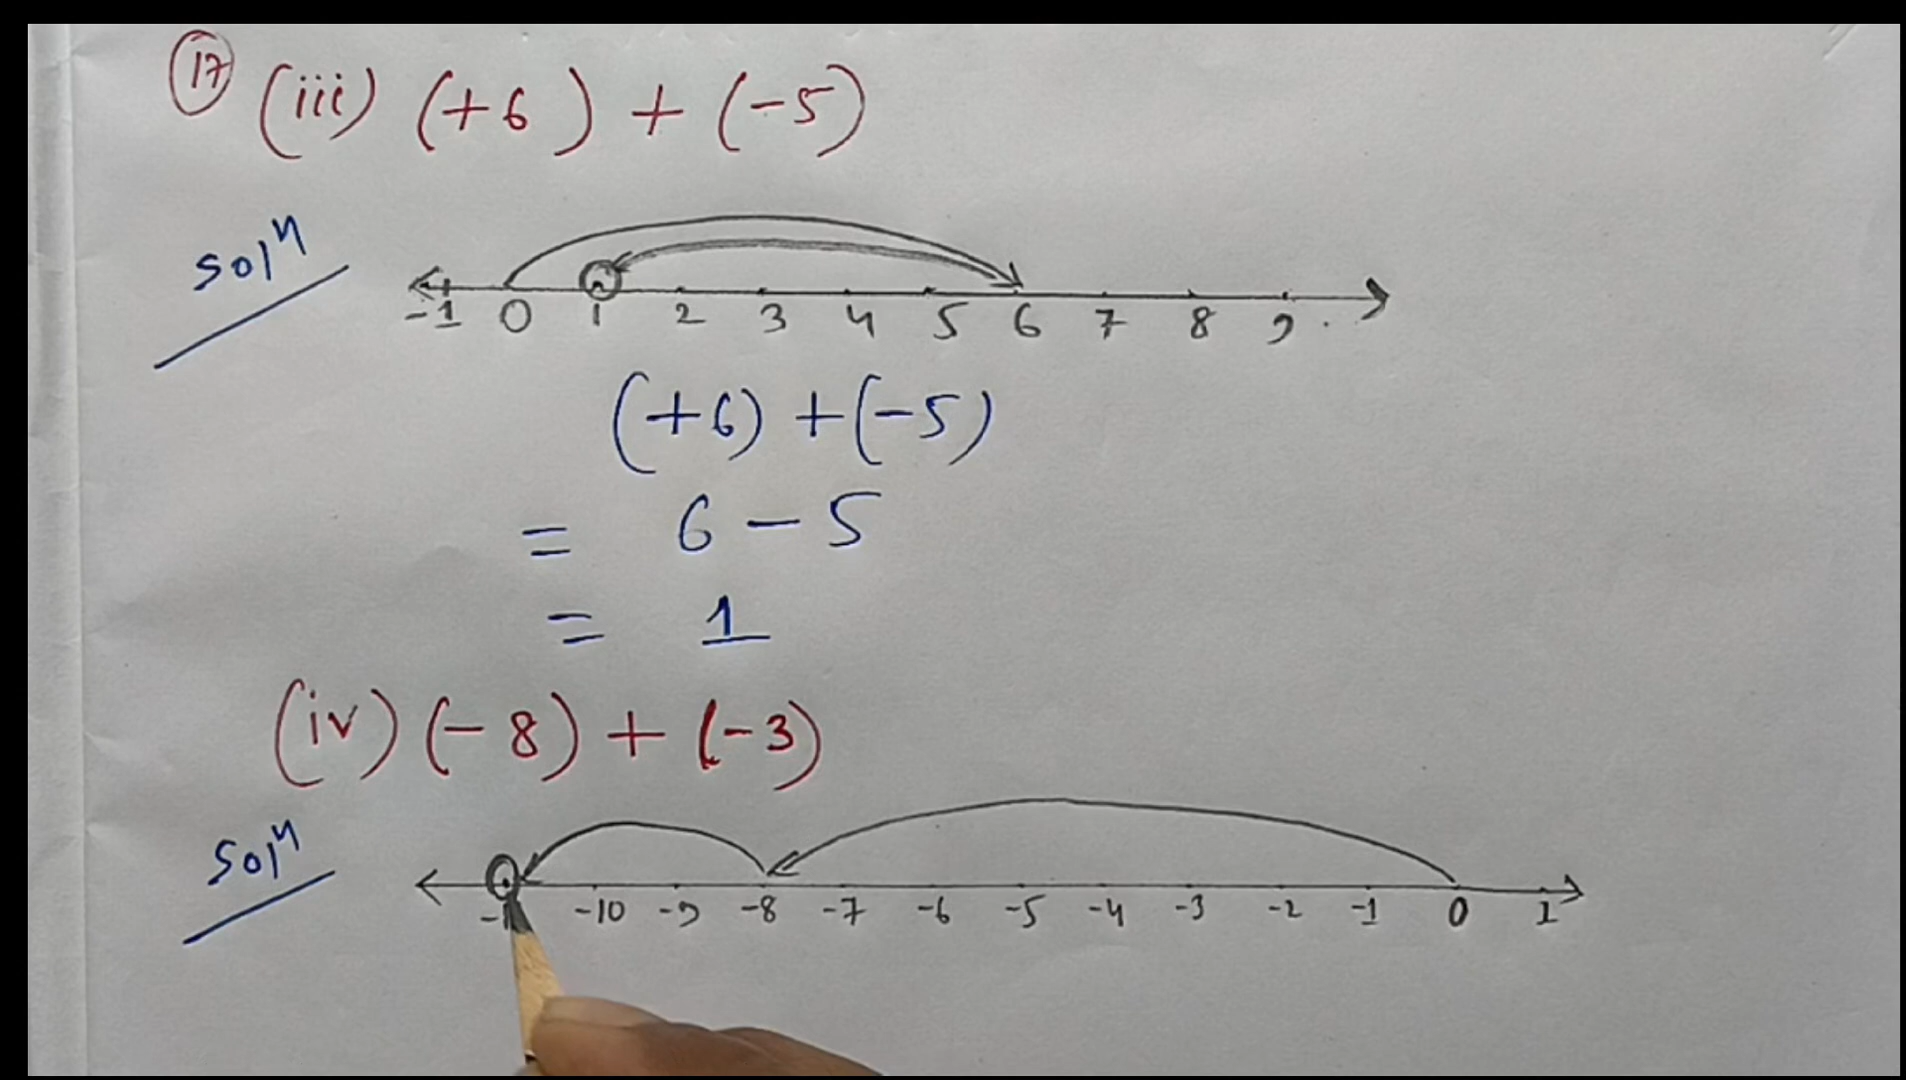 17 (iii) (+6) + (-5)
solⁿ
-1 0 1 2 3 4 5 6 7 8 9
(+6) + (-5)
= 6 - 5
= 1
(iv) (-8) + (-3)
Solⁿ
-10 -9 -8 -7 -6 -5 -4 -3 -2 -1 0 1